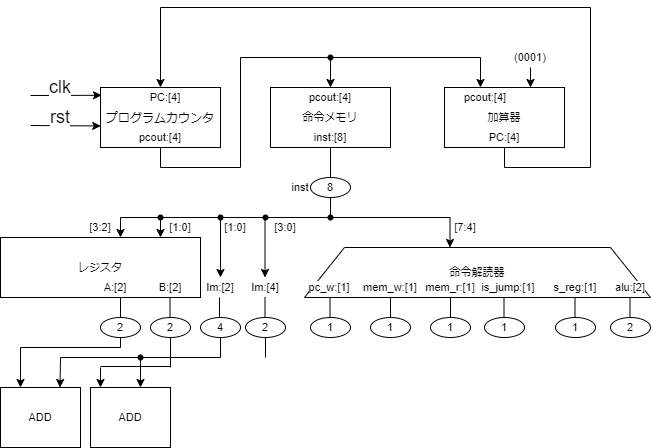 (0001)
clk
rst
PC:[4]
プログラムカウンタ
pcout:[4]
pcout:[4]
命令メモリ
inst:[8]
pcout:[4]
加算器
PC:[4]
inst
8
[3:2]
[1:0]
[1:0]
[3:0]
[7:4]
レジスタ
A:[2]
B:[2]
Im:[2]
Im:[4]
命令解読器
pc_w:[1]
mem_w:[1]
mem_r:[1]
is_jump:[1]
s_reg:[1]
alu:[2]
2
2
4
2
1
1
1
1
1
2
ADD
ADD